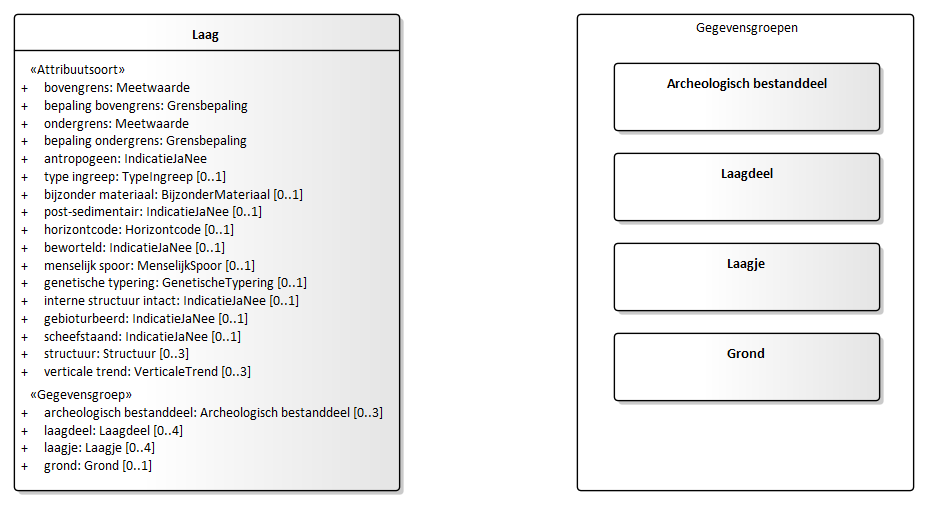 Laag
«Attribuutsoort»
+ bovengrens: Meetwaarde
+ bepaling bovengrens: Grensbepaling
+ ondergrens: Meetwaarde
+ bepaling ondergrens: Grensbepaling
+ antropogeen: IndicatieJaNee
+ type ingreep: TypeIngreep [0..1]
+ bijzonder materiaal: BijzonderMateriaal [0..1]
+ post-sedimentair: IndicatieJaNee [0..1]
+ horizontcode: Horizontcode [0..1]
+ beworteld: IndicatieJaNee [0..1]
+ menselijk spoor: MenselijkSpoor [0..1]
+ genetische typering: GenetischeTypering [0..1]
+ interne structuur intact: IndicatieJaNee [0..1]
+ gebioturbeerd: IndicatieJaNee [0..1]
+ scheefstaand: IndicatieJaNee [0..1]
+ structuur: Structuur [0..3]
+ verticale trend: VerticaleTrend [0..3]
«Gegevensgroep»
+ archeologisch bestanddeel: Archeologisch bestanddeel [0..3]
+ laagdeel: Laagdeel [0..4]
+ laagje: Laagje [0..4]
+ grond: Grond [0..1]
Gegevensgroepen
Archeologisch bestanddeel
Laagdeel
Laagje
Grond